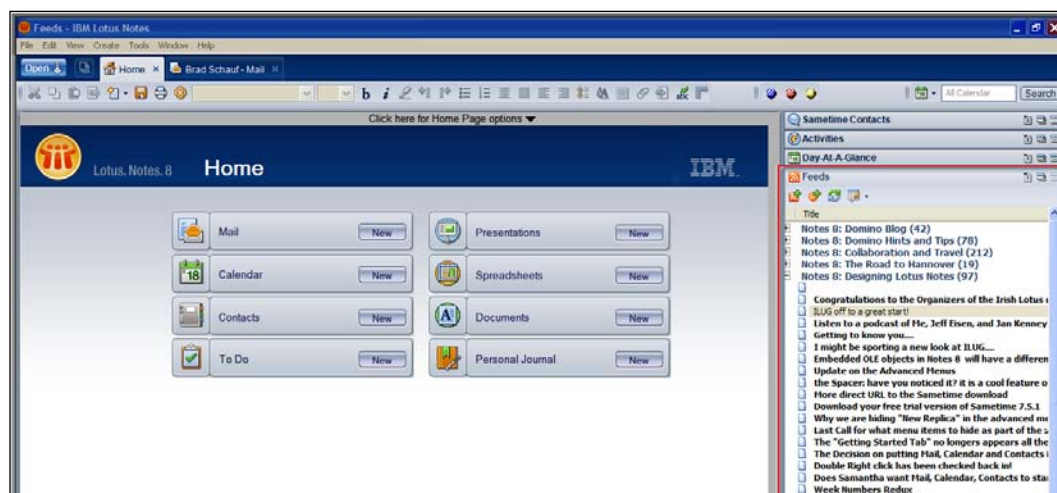 Feeds - IBM Lotus Notes
File Edit View Create Tools Window Help
Open Home Brad Schauf - Mail
b i All Calendar Search
Click here for Home Page options
Lotus. Notes. 8 Home IBM
Mail New Presentations New
18 Calendar New Spreadsheets New
Contacts New Documents New
To Do New Personal Journal New
Sametime Contacts
Activities
Day-At-A-Glance
Feeds
Title
Notes 8: Domino Blog (42)
Notes 8: Domino Hints and Tips (78)
Notes 8: Collaboration and Travel (212)
Notes 8: The Road to Hannover (19)
Notes 8: Designing Lotus Notes (97)
Congratulations to the Organizers of the Irish Lotus
ILUG off to a great start!
Listen to a podcast of Me, Jeff Eisen, and Jan Kenney
Getting to know you....
I might be sporting a new look at ILUG....
Embedded OLE objects in Notes 8 will have a differen
Update on the Advanced Menus
the Spacer: have you noticed it? it is a cool feature o
More direct URL to the Sametime download
Download your free trial version of Sametime 7.5.1
Why we are hiding "New Replica" in the advanced me
Last Call for what menu items to hide as part of the
The "Getting Started Tab" no longers appears all the
The Decision on putting Mail, Calendar and Contacts i
Double Right click has been checked back in!
Does Samantha want Mail, Calendar, Contacts to sta
Week Numbers Redux